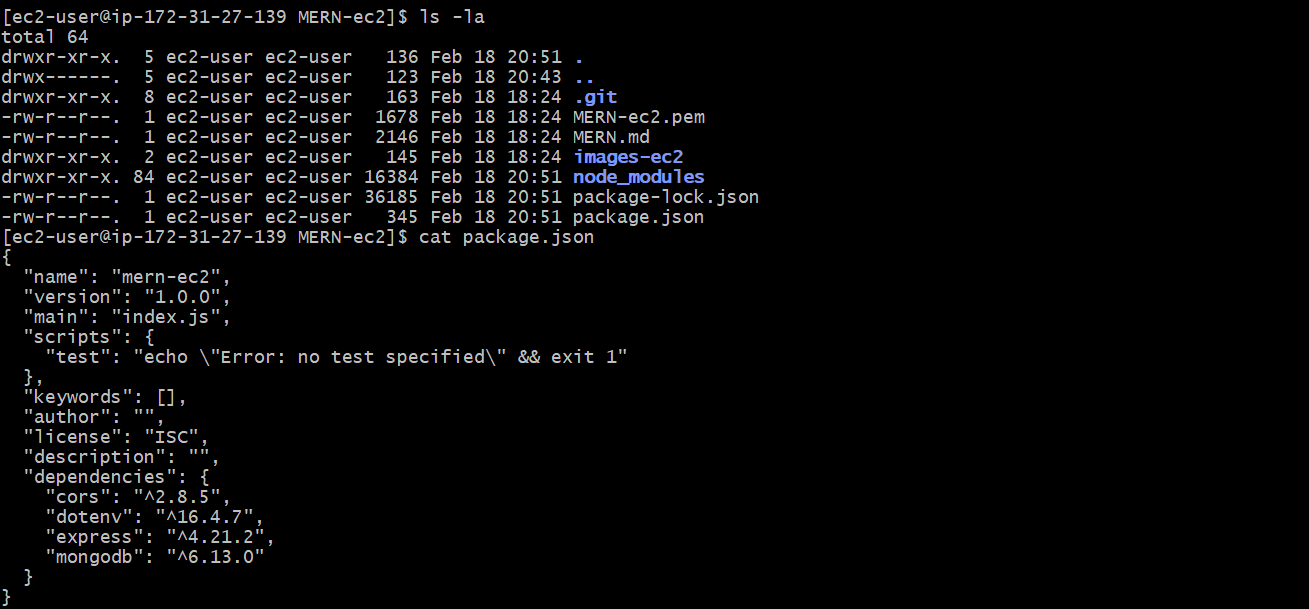 [ec2-user@ip-172-31-27-139 MERN-ec2]$ ls -la
total 64
drwxr-xr-x.  5 ec2-user ec2-user   136 Feb 18 20:51 .
drwx------.  5 ec2-user ec2-user   123 Feb 18 20:43 ..
drwxr-xr-x.  8 ec2-user ec2-user   163 Feb 18 18:24 .git
-rw-r--r--.  1 ec2-user ec2-user  1678 Feb 18 18:24 MERN-ec2.pem
-rw-r--r--.  1 ec2-user ec2-user  2146 Feb 18 18:24 MERN.md
drwxr-xr-x.  2 ec2-user ec2-user   145 Feb 18 18:24 images-ec2
drwxr-xr-x. 84 ec2-user ec2-user 16384 Feb 18 20:51 node_modules
-rw-r--r--.  1 ec2-user ec2-user 36185 Feb 18 20:51 package-lock.json
-rw-r--r--.  1 ec2-user ec2-user   345 Feb 18 20:51 package.json
[ec2-user@ip-172-31-27-139 MERN-ec2]$ cat package.json
{
  "name": "mern-ec2",
  "version": "1.0.0",
  "main": "index.js",
  "scripts": {
    "test": "echo \"Error: no test specified\" && exit 1"
  },
  "keywords": [],
  "author": "",
  "license": "ISC",
  "description": "",
  "dependencies": {
    "cors": "^2.8.5",
    "dotenv": "^16.4.7",
    "express": "^4.21.2",
    "mongodb": "^6.13.0"
  }
}